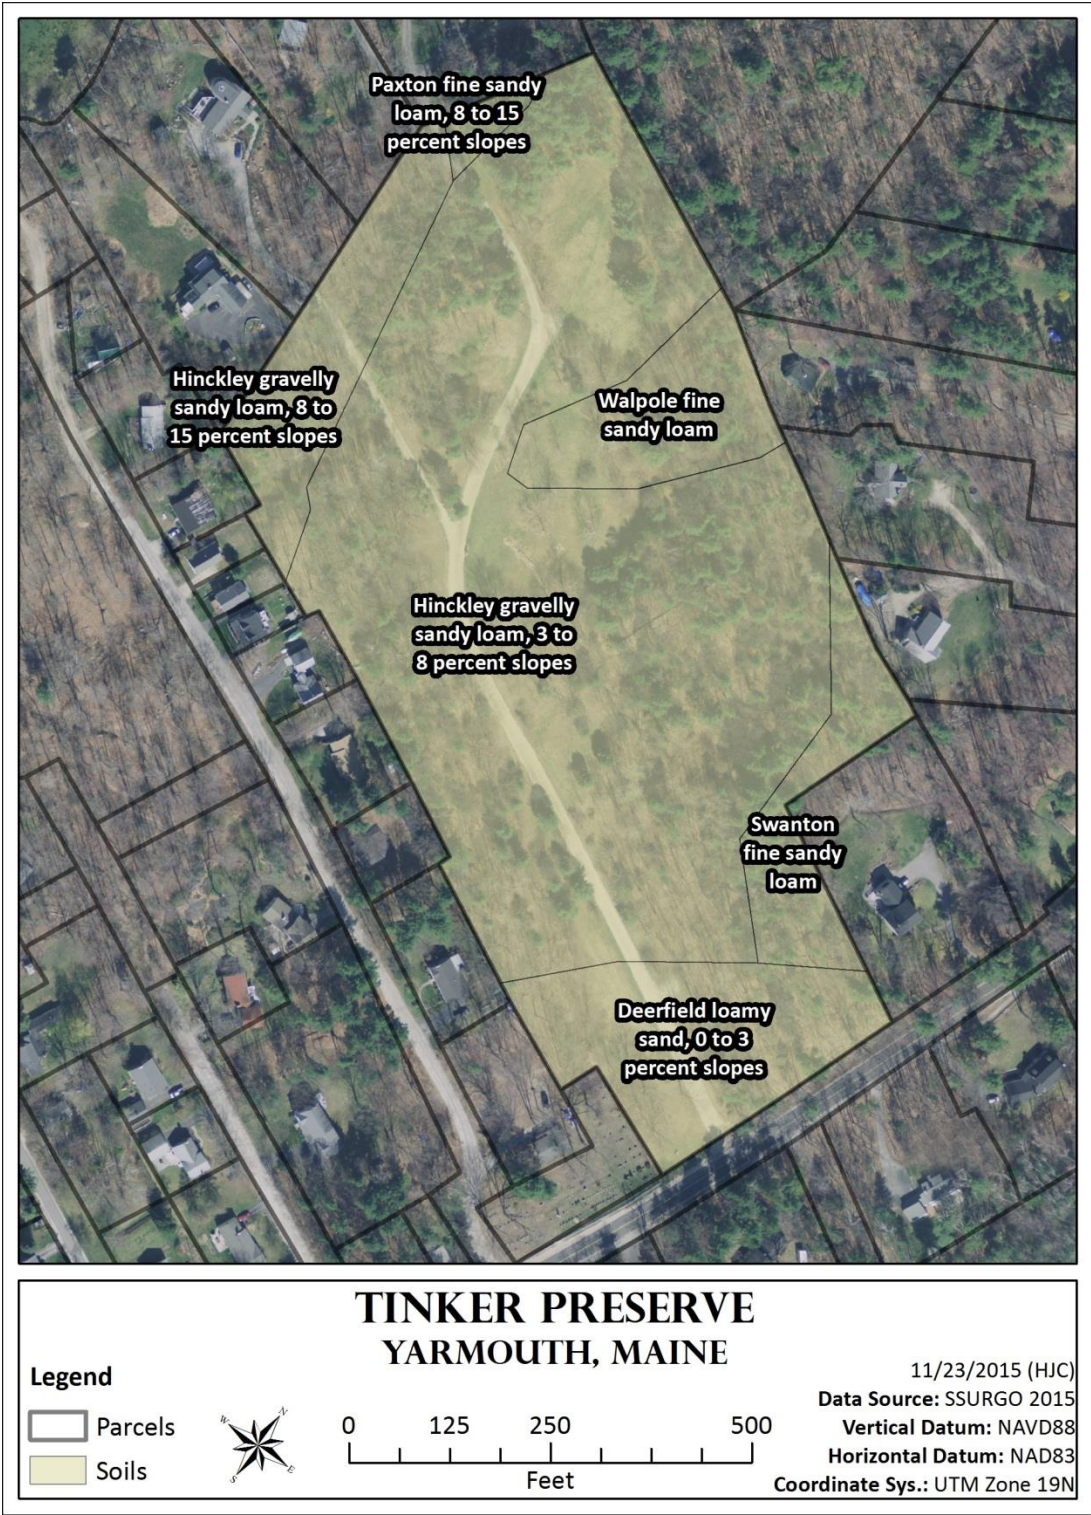 Paxton fine sandy
loam, 8 to 15
percent slopes
Hinckley gravelly
sandy loam, 8 to
15 percent slopes
Walpole fine
sandy loam
Hinckley gravelly
sandy loam, 3 to
8 percent slopes
Swanton
fine sandy
loam
Deerfield loamy
sand, 0 to 3
percent slopes
TINKER PRESERVE
YARMOUTH, MAINE
Legend
Parcels
Soils
W
N
S
E
0 125 250 500
Feet
11/23/2015 (HJC)
Data Source: SSURGO 2015
Vertical Datum: NAVD88
Horizontal Datum: NAD83
Coordinate Sys.: UTM Zone 19N